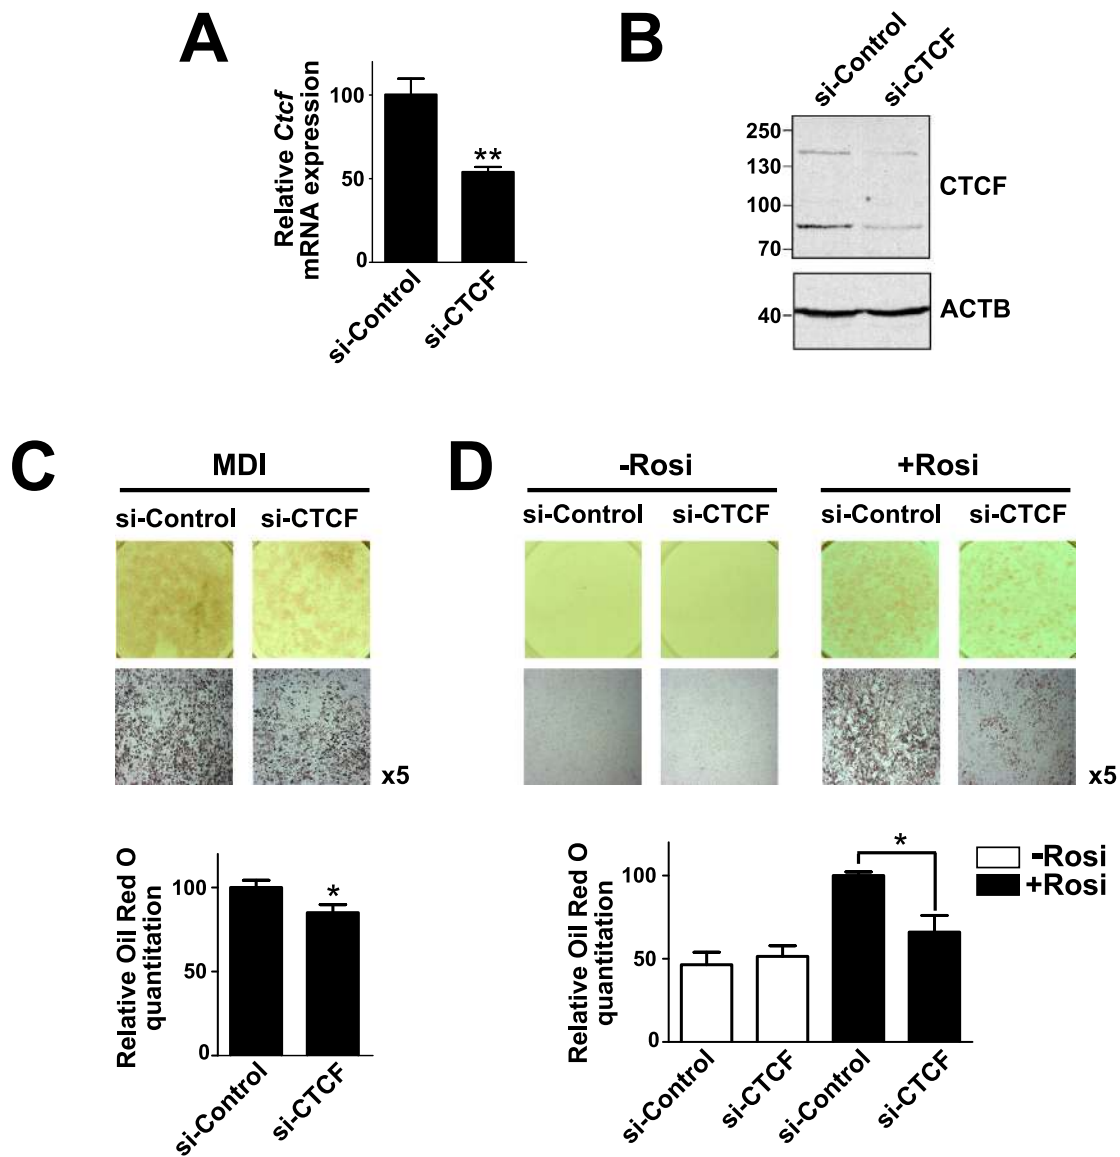 A
Relative Ctcf
mRNA expression
100
50
0
**
si-Control
si-CTCF
B
si-Control
si-CTCF
250
130
100
70
CTCF
40
ACTB
C
MDI
si-Control
si-CTCF
x5
Relative Oil Red O
quantitation
100
50
0
*
si-Control
si-CTCF
D
-Rosi
+Rosi
si-Control
si-CTCF
si-Control
si-CTCF
x5
Relative Oil Red O
quantitation
100
50
0
*
-Rosi
+Rosi
si-Control
si-CTCF
si-Control
si-CTCF